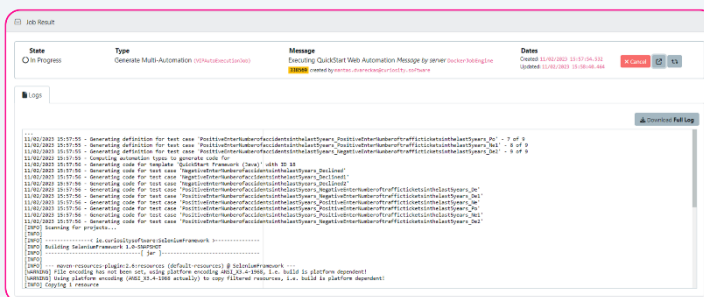 Job Result
State
In Progress
Type
Generate Multi-Automation (VIPAutoExecutionGen)
Message
Executing QuickStart Web Automation Message by server DockerJobEngine
created by
Dates
Created: 11/02/2023 15:57:54.532
Updated: 11/02/2023 15:58:00.468
Cancel
Logs
Download Full Log
...
11/02/2023 15:57:55 - Generating definition for test case 'PositiveEnterNumberofaccidentsinthelast5years_PositiveEnterNumberoftrafficticketsinthelast5years_Po' - 7 of 9
11/02/2023 15:57:55 - Generating definition for test case 'PositiveEnterNumberofaccidentsinthelast5years_PositiveEnterNumberoftrafficticketsinthelast5years_Ne1' - 8 of 9
11/02/2023 15:57:55 - Generating definition for test case 'PositiveEnterNumberofaccidentsinthelast5years_NegativeEnterNumberoftrafficticketsinthelast5years_De2' - 9 of 9
11/02/2023 15:57:55 - Computing automation types to generate code for
11/02/2023 15:57:56 - Generating code for template 'QuickStart Framework (Java)' with ID
11/02/2023 15:57:56 - Generating code for test case 'NegativeEnterNumberofaccidentsinthelast5years_Declined'
11/02/2023 15:57:56 - Generating code for test case 'NegativeEnterNumberofaccidentsinthelast5years_Declined1'
11/02/2023 15:57:56 - Generating code for test case 'NegativeEnterNumberofaccidentsinthelast5years_Declined2'
11/02/2023 15:57:56 - Generating code for test case 'PositiveEnterNumberofaccidentsinthelast5years_NegativeEnterNumberoftrafficticketsinthelast5years_De'
11/02/2023 15:57:56 - Generating code for test case 'PositiveEnterNumberofaccidentsinthelast5years_NegativeEnterNumberoftrafficticketsinthelast5years_De1'
11/02/2023 15:57:56 - Generating code for test case 'PositiveEnterNumberofaccidentsinthelast5years_PositiveEnterNumberoftrafficticketsinthelast5years_Ne'
11/02/2023 15:57:56 - Generating code for test case 'PositiveEnterNumberofaccidentsinthelast5years_PositiveEnterNumberoftrafficticketsinthelast5years_Po'
11/02/2023 15:57:56 - Generating code for test case 'PositiveEnterNumberofaccidentsinthelast5years_PositiveEnterNumberoftrafficticketsinthelast5years_Ne1'
11/02/2023 15:57:56 - Generating code for test case 'PositiveEnterNumberofaccidentsinthelast5years_NegativeEnterNumberoftrafficticketsinthelast5years_De2'
[INFO] Scanning for projects...
[INFO]
[INFO] ---------------< io.curiositysoftware:SeleniumFramework >---------------
[INFO] Building SeleniumFramework 1.0-SNAPSHOT
[INFO] --------------------------------[ jar ]---------------------------------
[INFO]
[INFO] --- maven-resources-plugin:2.6:resources (default-resources) @ SeleniumFramework ---
[WARNING] File encoding has not been set, using platform encoding ANSI_X3.4-1968, i.e. build is platform dependent!
[WARNING] Using platform encoding (ANSI_X3.4-1968 actually) to copy filtered resources, i.e. build is platform dependent!
[INFO] Copying 1 resource